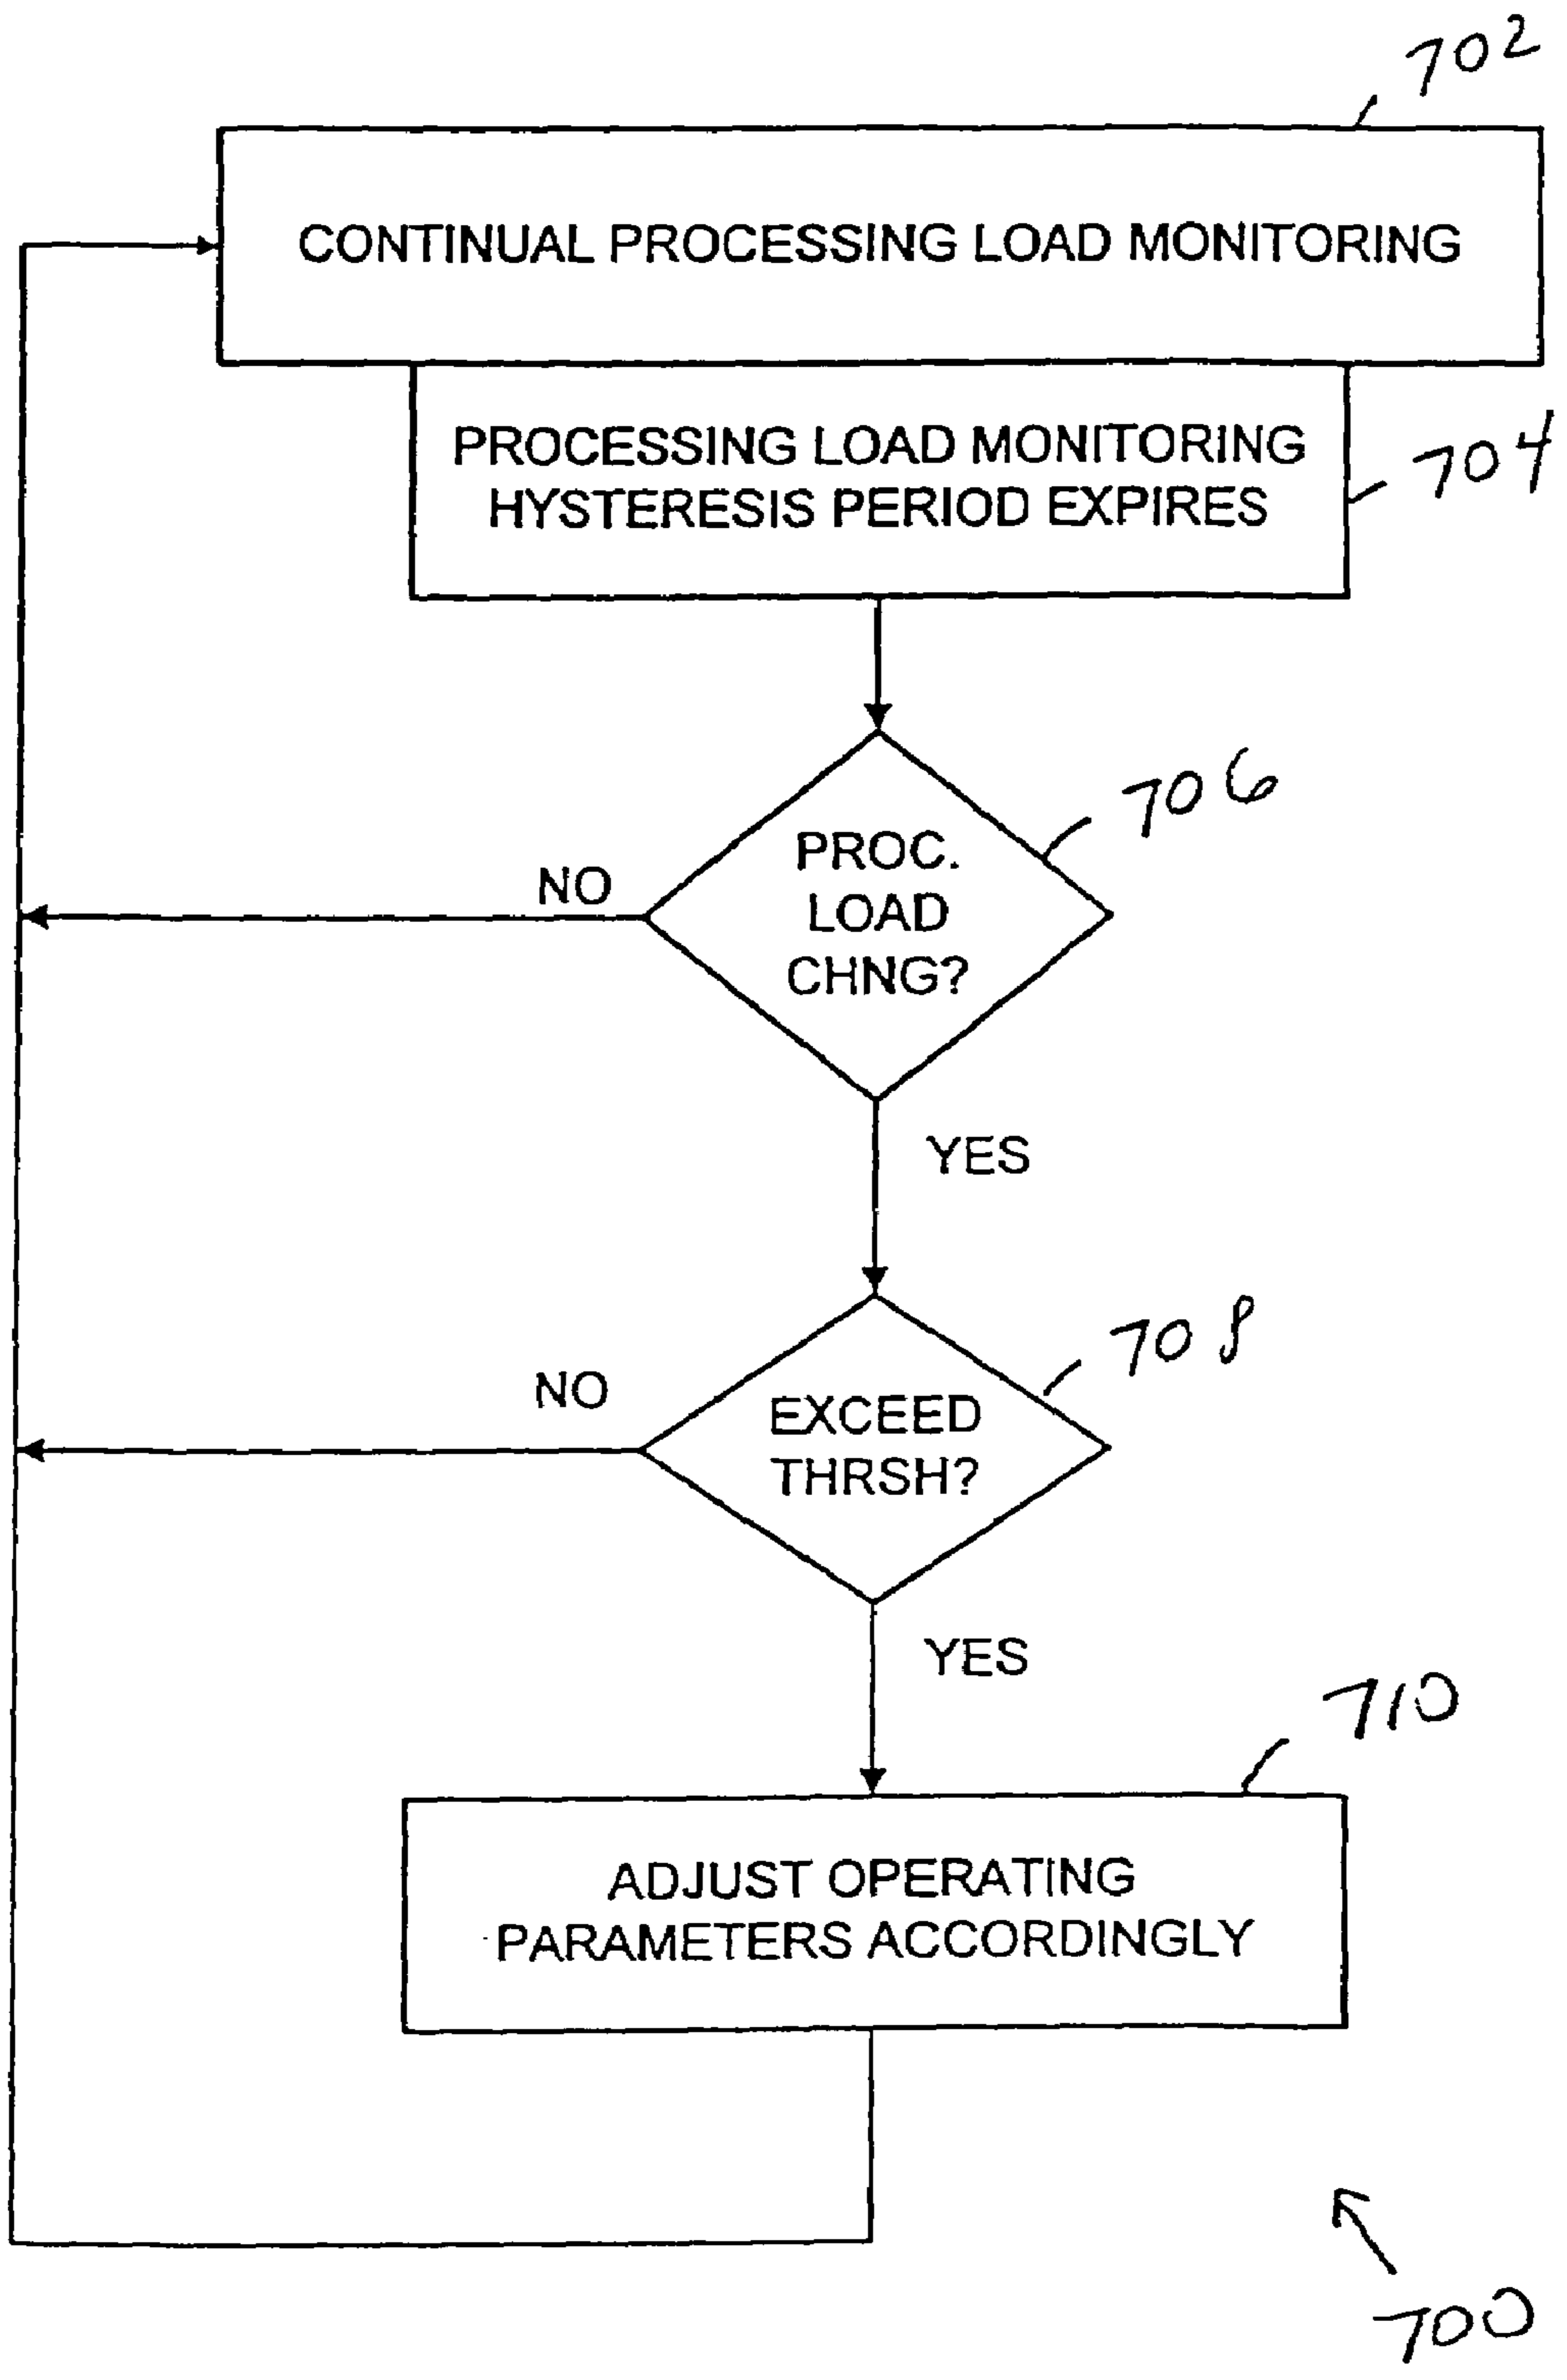 702
CONTINUAL PROCESSING LOAD MONITORING
PROCESSING LOAD MONITORING
HYSTERESIS PERIOD EXPIRES
704
706
PROC.
LOAD
CHNG?
NO
YES
708
EXCEED
THRSH?
NO
YES
710
ADJUST OPERATING
PARAMETERS ACCORDINGLY
700